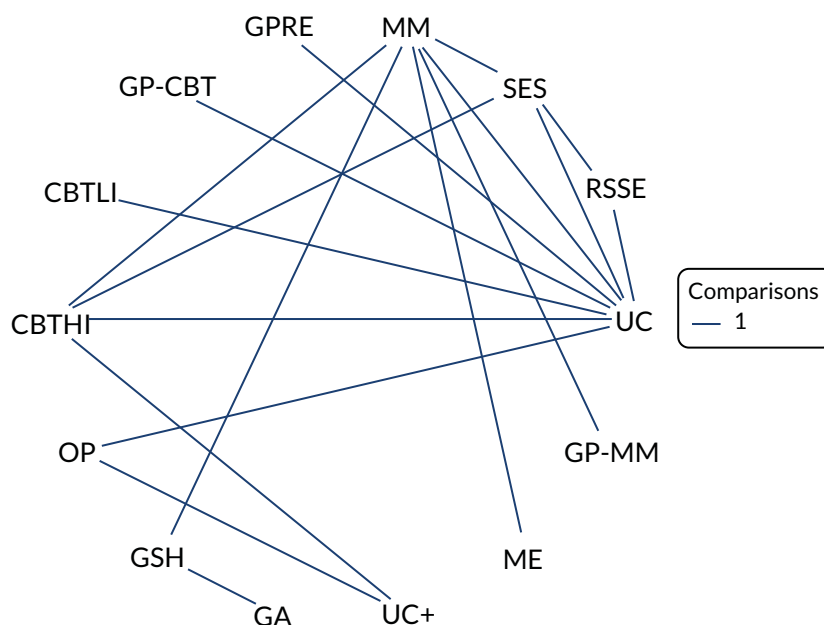 GPRE
MM
GP-CBT
SES
CBTLI
RSSE
CBTHI
UC
Comparisons
1
OP
GP-MM
GSH
ME
GA
UC+